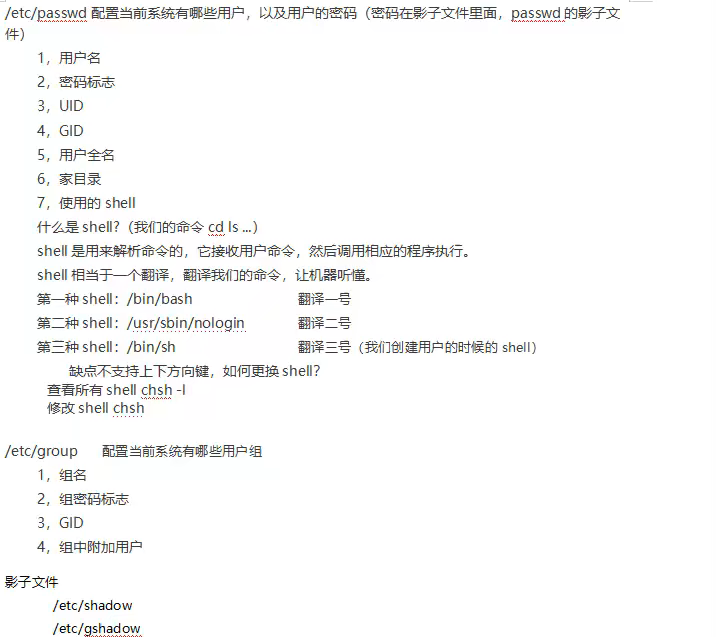 /etc/passwd 配置当前系统有哪些用户，以及用户的密码（密码在影子文件里面，passwd的影子文
件）
1，用户名
2，密码标志
3，UID
4，GID
5，用户全名
6，家目录
7，使用的 shell
什么是 shell?（我们的命令 cd ls ...）
shell 是用来解析命令的，它接收用户命令，然后调用相应的程序执行。
shell 相当于一个翻译，翻译我们的命令，让机器听懂。
第一种 shell：/bin/bash 翻译一号
第二种 shell：/usr/sbin/nologin 翻译二号
第三种 shell：/bin/sh 翻译三号（我们创建用户的时候的 shell）
缺点不支持上下方向键，如何更换 shell?
查看所有 shell chsh -l
修改 shell chsh
/etc/group 配置当前系统有哪些用户组
1，组名
2，组密码标志
3，GID
4，组中附加用户
影子文件
/etc/shadow
/etc/gshadow